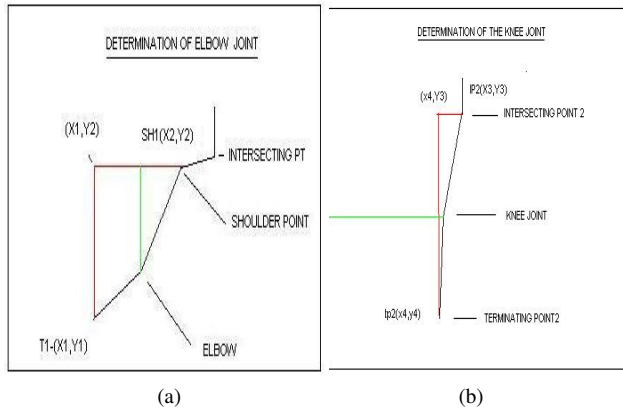 DETERMINATION OF ELBOW JOINT
(X1,Y2)
SH1(X2,Y2)
INTERSECTING PT
SHOULDER POINT
T1-(X1,Y1)
ELBOW
(a)
DETERMINATION OF THE KNEE JOINT
(x4,Y3)
IP2(X3,Y3)
INTERSECTING POINT 2
KNEE JOINT
tp2(x4,y4)
TERMINATING POINT2
(b)